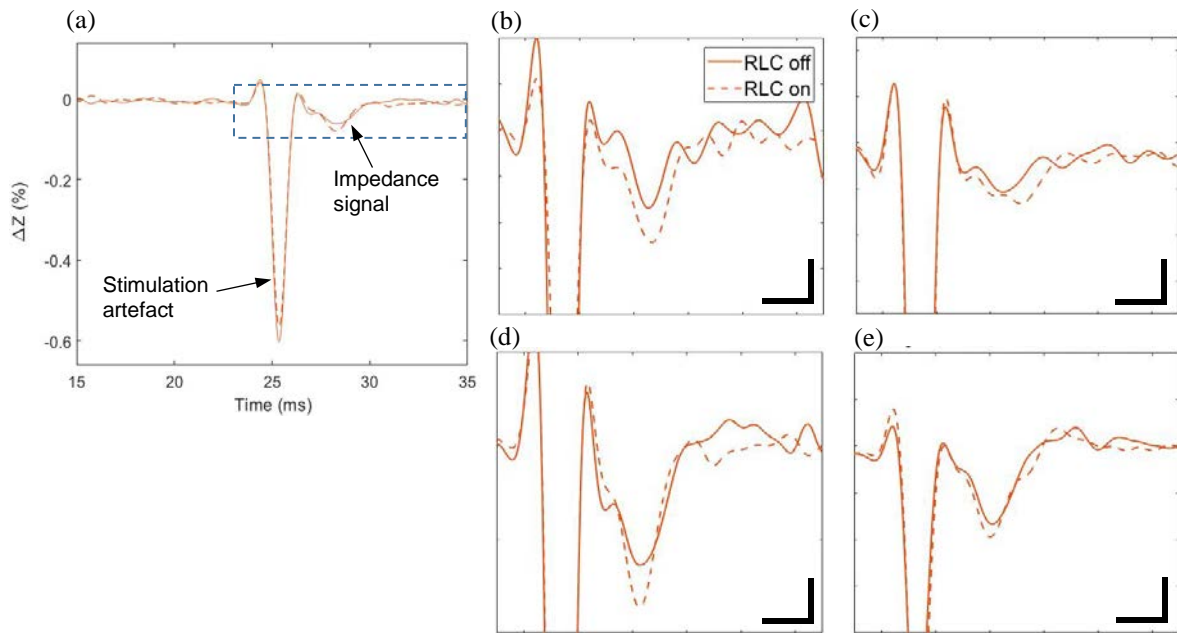 (a)
0
-0.2
-0.4
-0.6
ΔZ (%)
15
20
25
30
35
Time (ms)
Impedance
signal
Stimulation
artefact
(b)
RLC off
RLC on
(c)
(d)
(e)